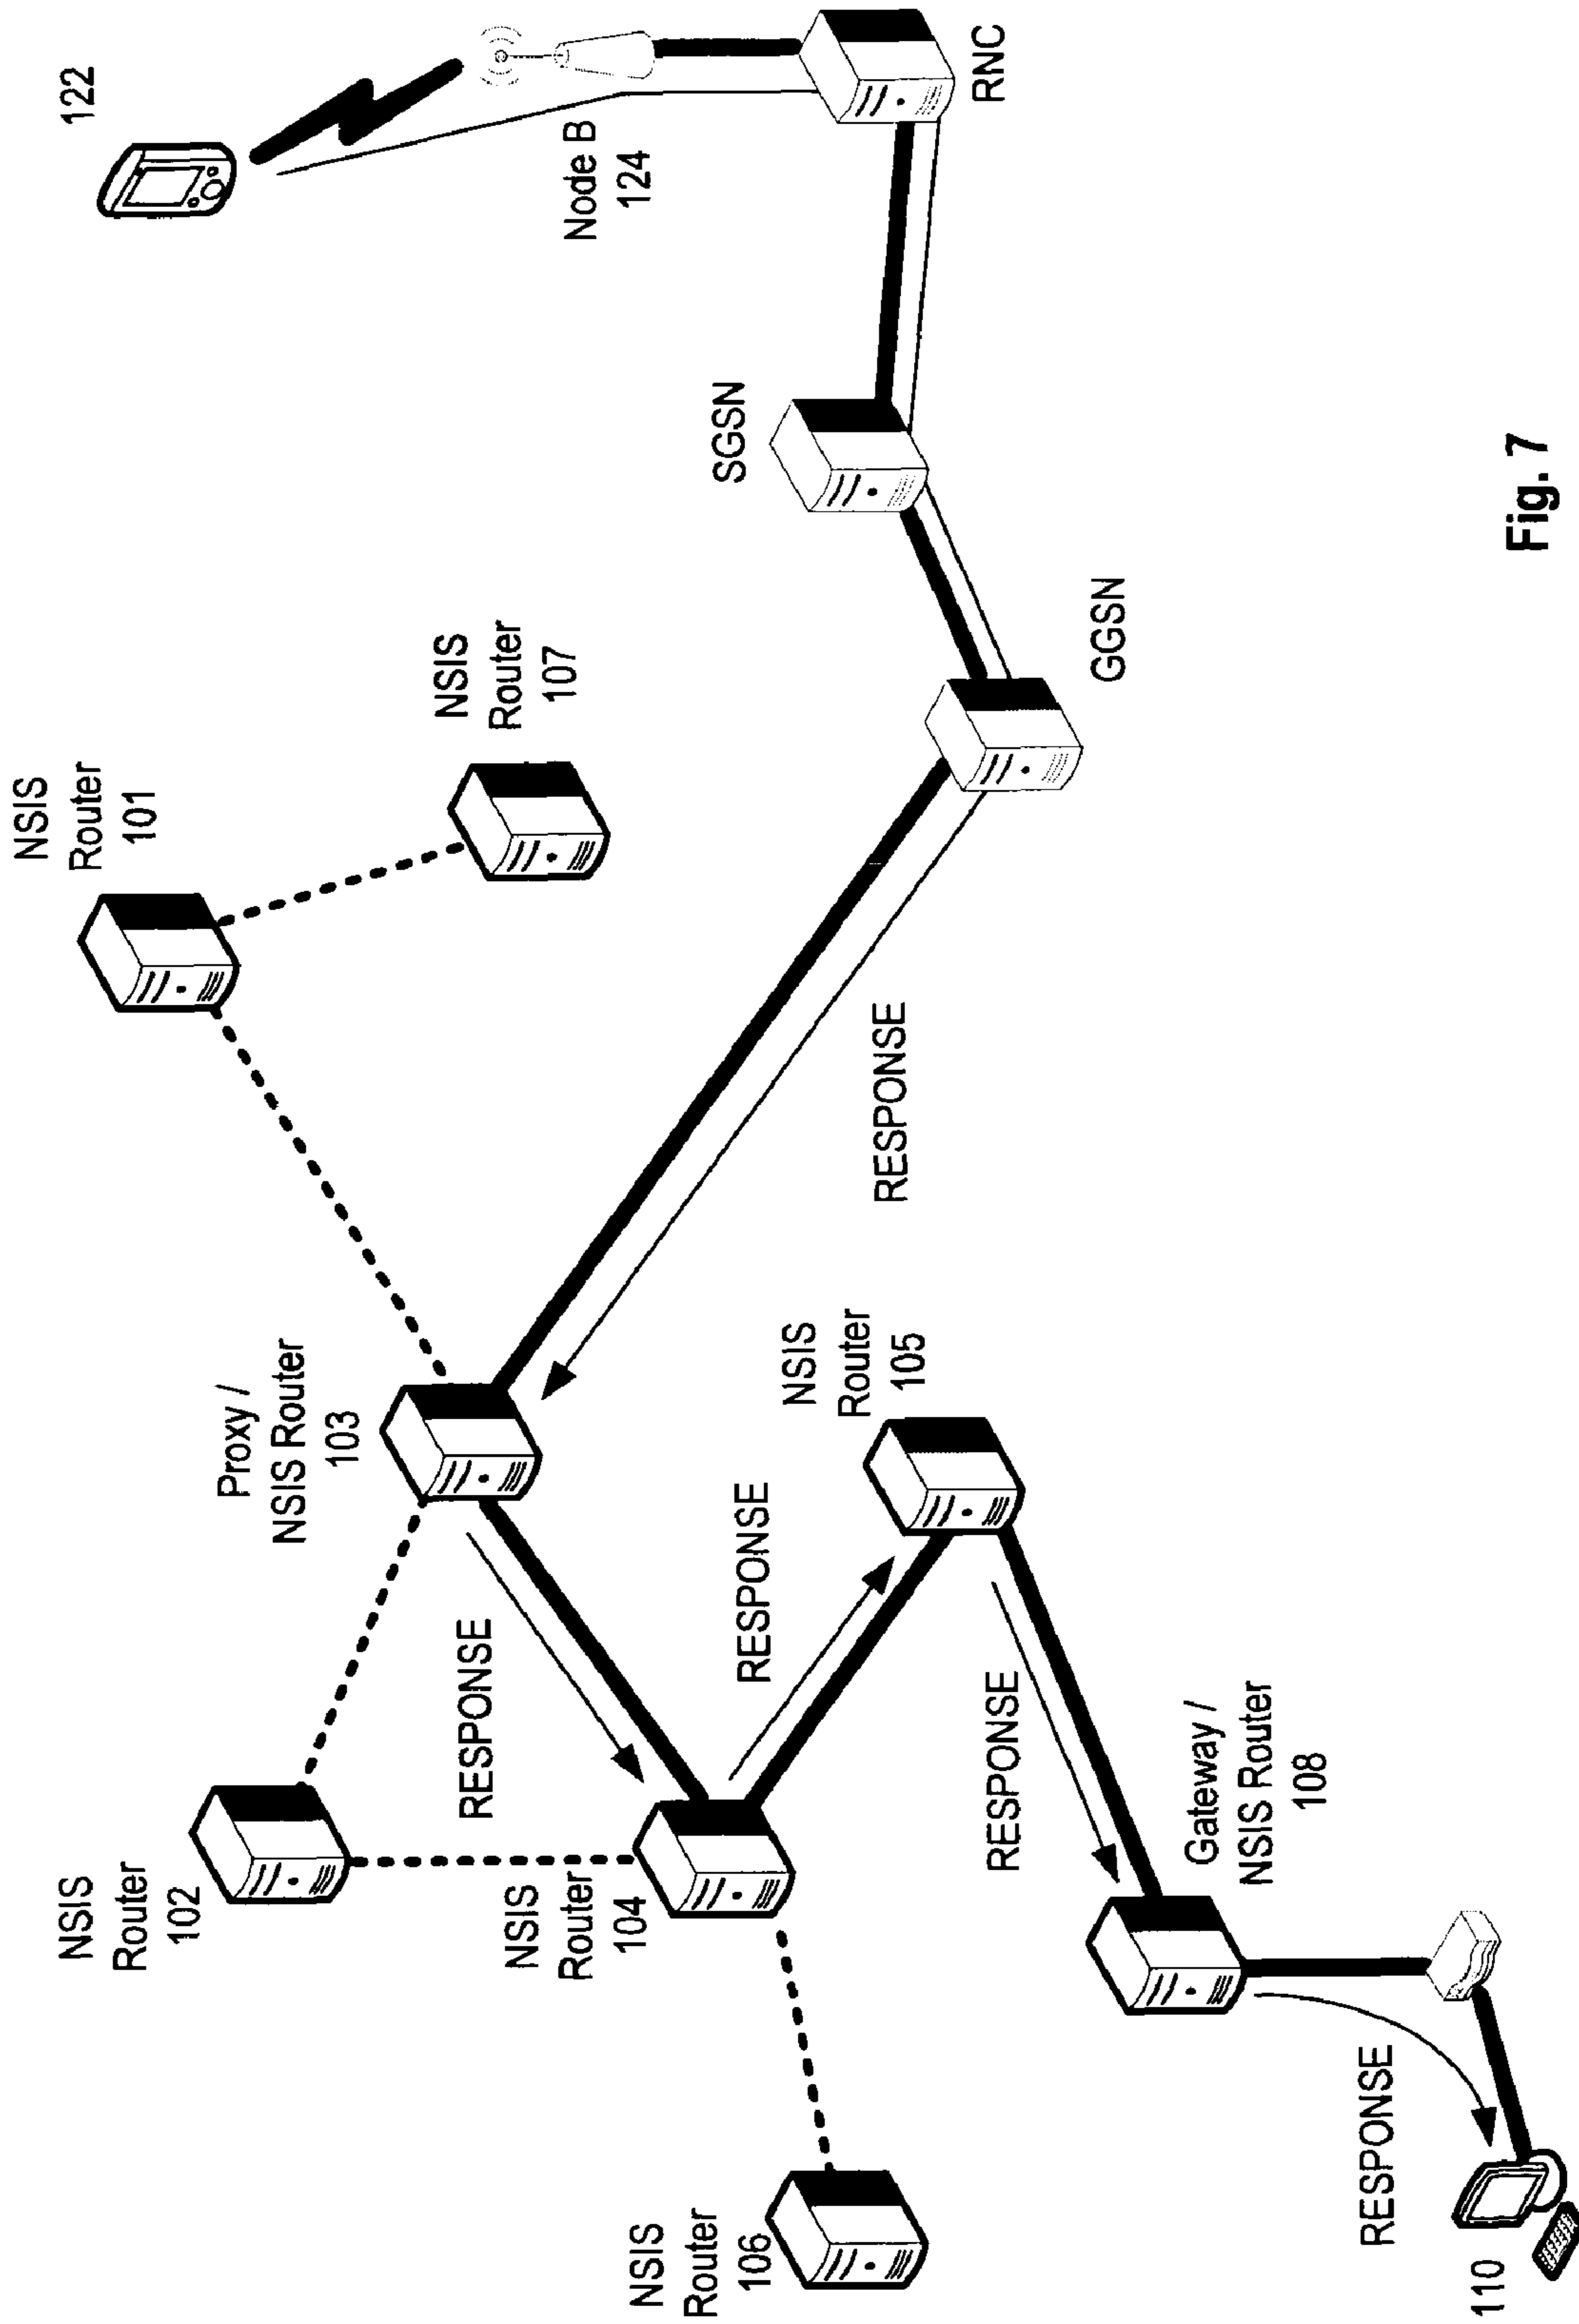 122
Node B
124
RNC
SGSN
GGSN
NSIS
Router
101
NSIS
Router
107
Proxy /
NSIS Router
103
RESPONSE
NSIS
Router
102
RESPONSE
NSIS
Router
104
RESPONSE
NSIS
Router
105
RESPONSE
NSIS
Router
106
Gateway /
NSIS Router
108
RESPONSE
110
Fig. 7